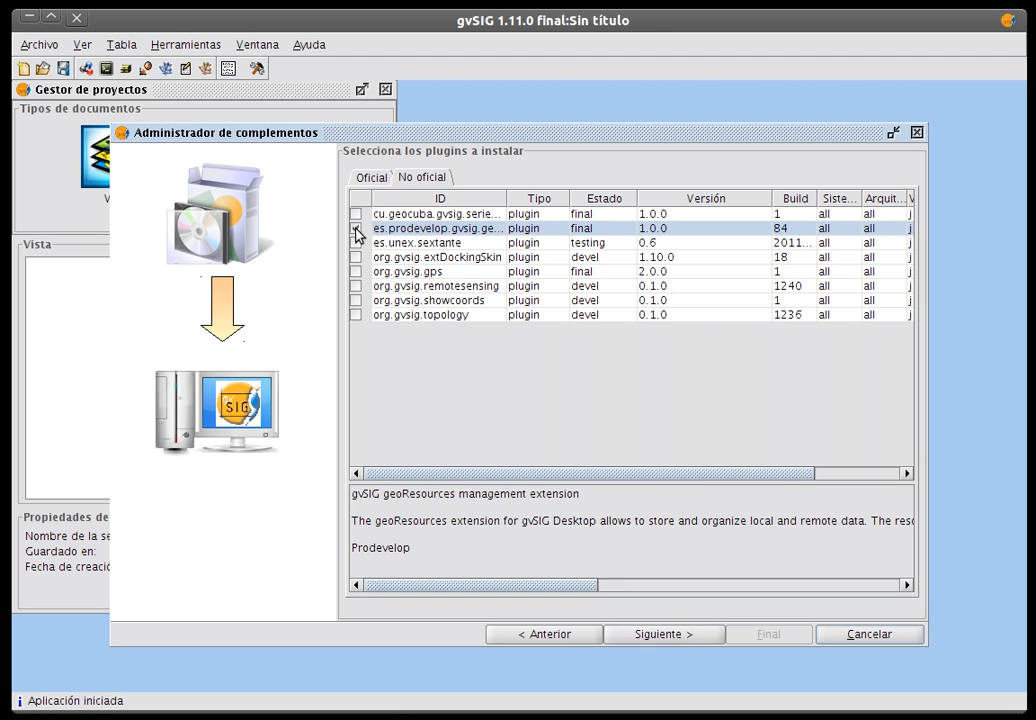 gvSIG 1.11.0 final:Sin título
Archivo Ver Tabla Herramientas Ventana Ayuda
Gestor de proyectos
Tipos de documentos
Administrador de complementos
Selecciona los plugins a instalar
Oficial No oficial
ID Tipo Estado Versión Build Siste... Arquit...
cu.geocuba.gvsig.serie... plugin final 1.0.0 1 all all j
es.prodevelop.gvsig.ge... plugin final 1.0.0 84 all all j
es.unex.sextante plugin testing 0.6 2011... all all j
org.gvsig.extDockingSkin plugin devel 1.10.0 18 all all j
org.gvsig.gps plugin final 2.0.0 1 all all j
org.gvsig.remotesensing plugin devel 0.1.0 1240 all all j
org.gvsig.showcoords plugin devel 0.1.0 1 all all j
org.gvsig.topology plugin devel 0.1.0 1236 all all j
Vista
SIG
gvSIG geoResources management extension
The geoResources extension for gvSIG Desktop allows to store and organize local and remote data. The
Prodevelop
Propiedades de
Nombre de la se
Guardado en:
Fecha de creació
< Anterior Siguiente > Final Cancelar
Aplicación iniciada